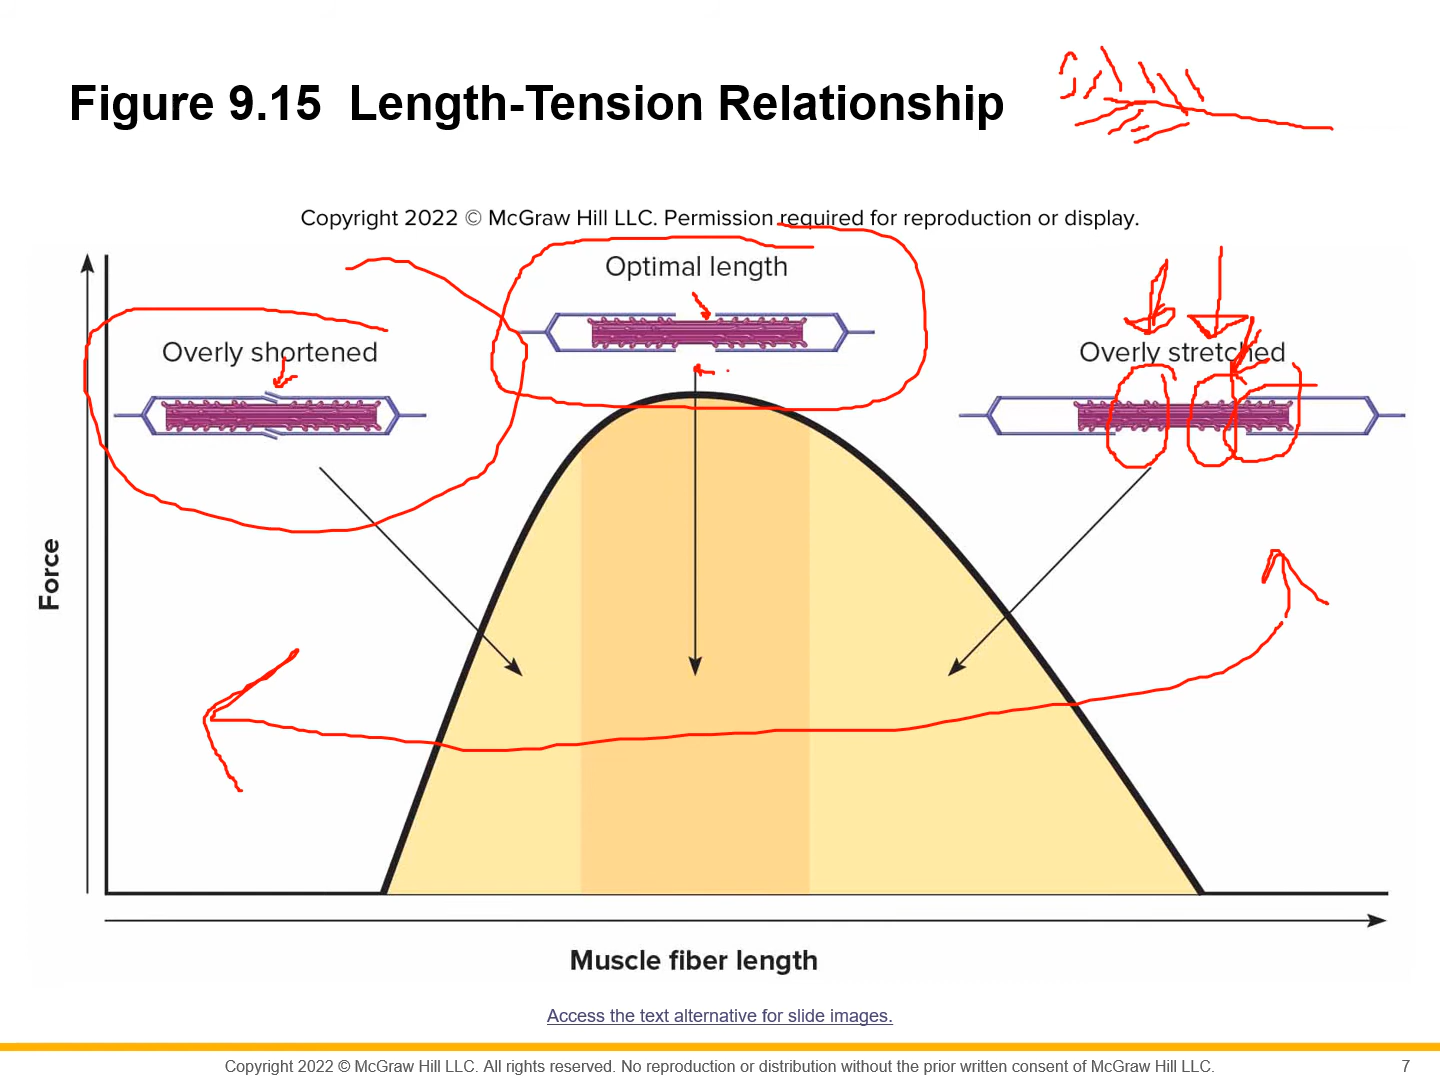 Figure 9.15  Length-Tension Relationship
Copyright 2022 © McGraw Hill LLC. Permission required for reproduction or display.
Optimal length
Overly shortened
Overly stretched
Force
Muscle fiber length
Access the text alternative for slide images.
Copyright 2022 © McGraw Hill LLC. All rights reserved. No reproduction or distribution without the prior written consent of McGraw Hill LLC.
7